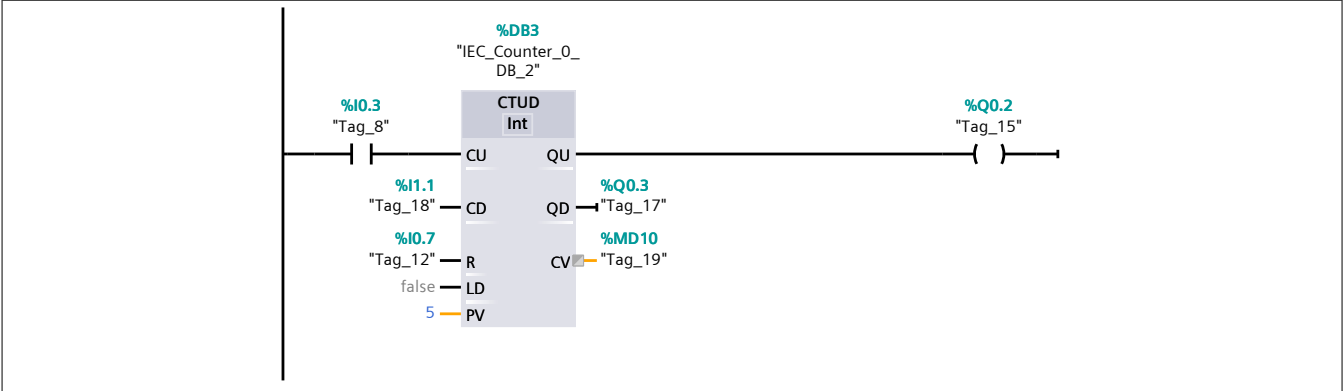 %DB3
"IEC_Counter_0_
DB_2"
CTUD
Int
%I0.3
"Tag_8"
%Q0.2
"Tag_15"
CU
QU
%I1.1
"Tag_18"
CD
QD
%Q0.3
"Tag_17"
%I0.7
"Tag_12"
R
CV
%MD10
"Tag_19"
false
LD
5
PV